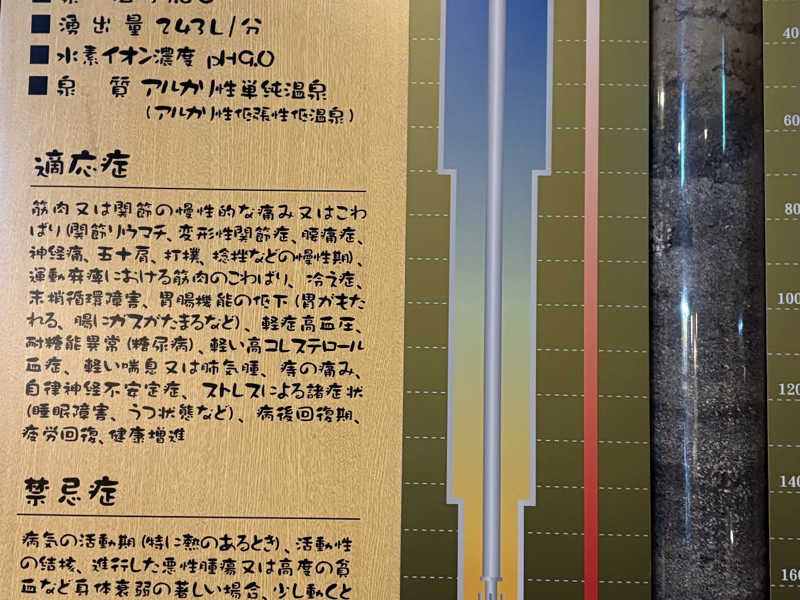 ■湧出量 243L/分
■水素イオン濃度 pH9.0
■泉 質 アルカリ性単純温泉
(アルカリ性低張性低温泉)
適応症
筋肉又は関節の慢性的な痛み又はこわ
ばり(関節リウマチ、変形性関節症、腰痛症、
神経痛、五十肩、打撲、捻挫などの慢性期)、
運動麻痺における筋肉のこわばり、冷え症、
末梢循環障害、胃腸機能の低下(胃がもた
れる、腸にガスがたまるなど)、軽症高血圧、
耐糖能異常(糖尿病)、軽い高コレステロール
血症、軽い喘息又は肺気腫、痔の痛み、
自律神経不安定症、ストレスによる諸症状
(睡眠障害、うつ状態など)、病後回復期、
疲労回復、健康増進
禁忌症
病気の活動期(特に熱のあるとき)、活動性
の結核、進行した悪性腫瘍又は高度の貧
血など身体衰弱の著しい場合、少し動くと
40
60
80
100
120
140
160